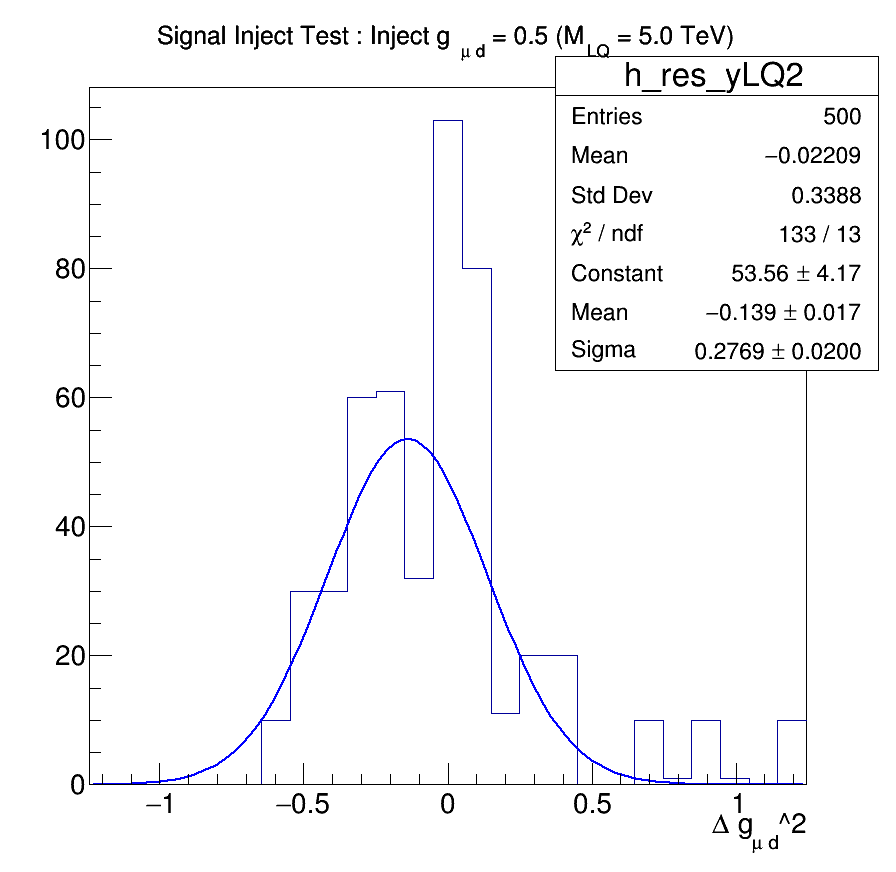 Signal Inject Test : Inject g μ d = 0.5 (M LQ = 5.0 TeV)
h_res_yLQ2
Entries 500
Mean −0.02209
Std Dev 0.3388
χ² / ndf 133 / 13
Constant 53.56 ± 4.17
Mean −0.139 ± 0.017
Sigma 0.2769 ± 0.0200
100
80
60
40
20
0
−1 −0.5 0 0.5 1
Δ g μ d ^2